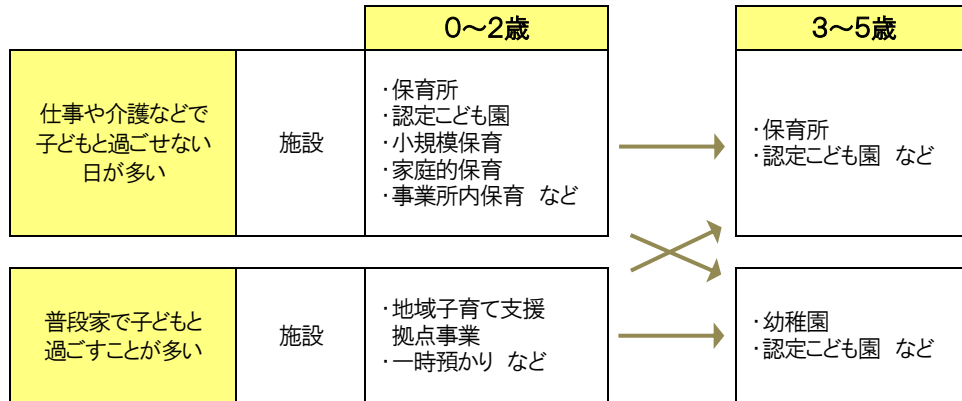 0～2歳
3～5歳
仕事や介護などで
子どもと過ごせない
日が多い
施設
・保育所
・認定こども園
・小規模保育
・家庭的保育
・事業所内保育 など
・保育所
・認定こども園 など
普段家で子どもと
過ごすことが多い
施設
・地域子育て支援
拠点事業
・一時預かり など
・幼稚園
・認定こども園 など